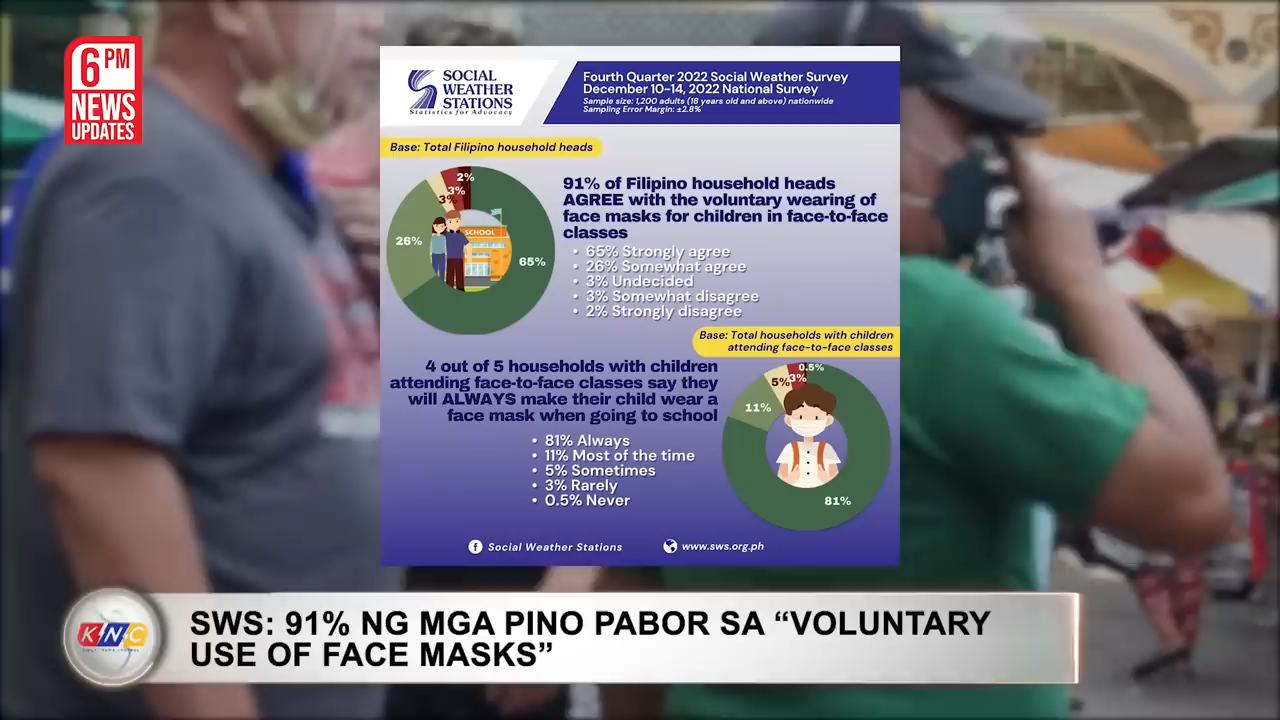 6 PM
NEWS
UPDATES
SOCIAL
WEATHER
STATIONS
Statistics for Advocacy
Fourth Quarter 2022 Social Weather Survey
December 10-14, 2022 National Survey
Sample size: 1,200 adults (18 years old and above) nationwide
Sampling Error Margin: ±2.8%
Base: Total Filipino household heads
2%
3%
3%
26%
65%
SCHOOL
91% of Filipino household heads
AGREE with the voluntary wearing of
face masks for children in face-to-face
classes
• 65% Strongly agree
• 26% Somewhat agree
• 3% Undecided
• 3% Somewhat disagree
• 2% Strongly disagree
Base: Total households with children
attending face-to-face classes
4 out of 5 households with children
attending face-to-face classes say they
will ALWAYS make their child wear a
face mask when going to school
• 81% Always
• 11% Most of the time
• 5% Sometimes
• 3% Rarely
• 0.5% Never
0.5%
3%
5%
11%
81%
Social Weather Stations
www.sws.org.ph
KNC
SWS: 91% NG MGA PINO PABOR SA “VOLUNTARY
USE OF FACE MASKS”